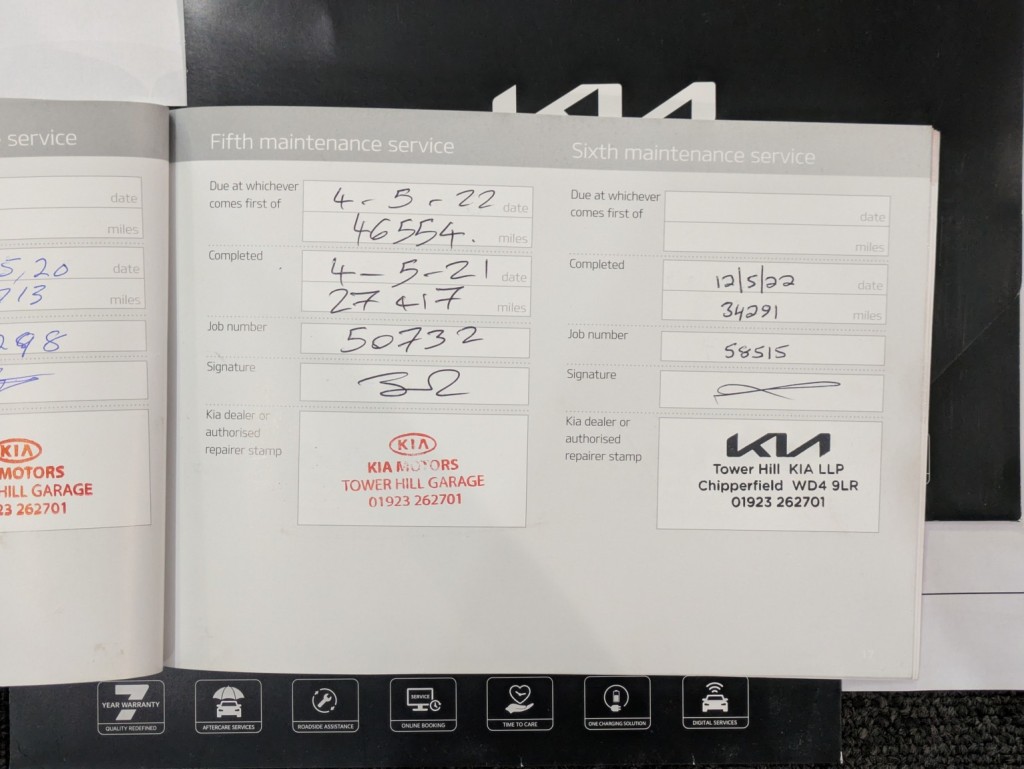 KIA
service
date
miles
5,20 date
713 miles
298
KIA
MOTORS
HILL GARAGE
23 262701
Fifth maintenance service
Due at whichever
comes first of
4-5-22 date
46554. miles
Completed
4-5-21 date
27417 miles
Job number
50732
Signature
Kia dealer or
authorised
repairer stamp
KIA
KIA MOTORS
TOWER HILL GARAGE
01923 262701
Sixth maintenance service
Due at whichever
comes first of
date
miles
Completed
12/5/22 date
34291 miles
Job number
58515
Signature
Kia dealer or
authorised
repairer stamp
KIA
Tower Hill KIA LLP
Chipperfield WD4 9LR
01923 262701
7
YEAR WARRANTY
QUALITY REDEFINED
AFTERCARE SERVICES
ROADSIDE ASSISTANCE
SERVICE
ONLINE BOOKING
TIME TO CARE
ONE CHARGING SOLUTION
DIGITAL SERVICES